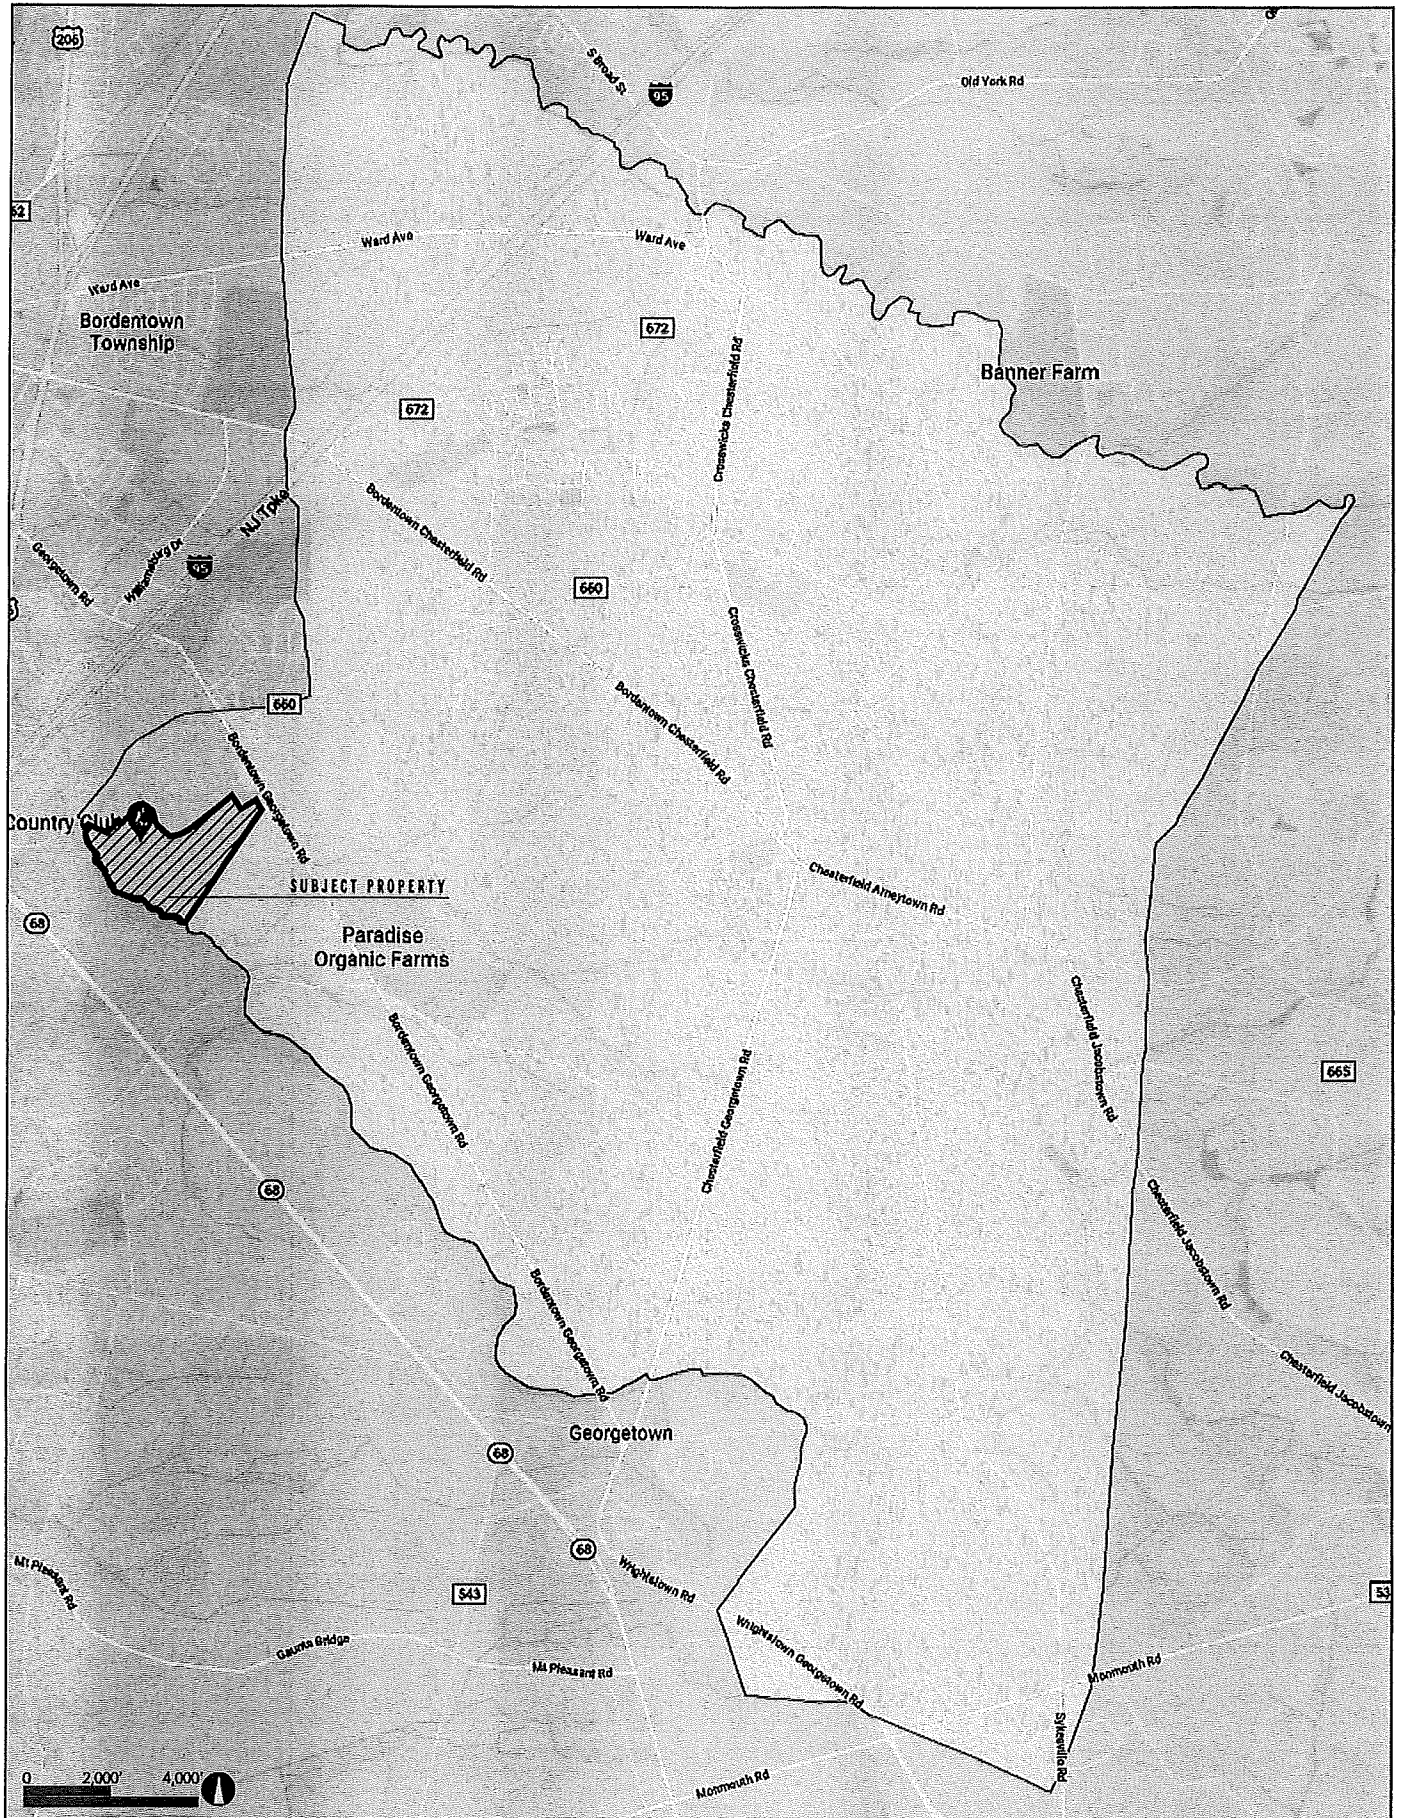 206
S Broad St
95
Old York Rd
Ward Ave
Ward Ave
Ward Ave
Bordentown
Township
672
Crosswicks Chesterfield Rd
Banner Farm
672
Bordentown Chesterfield Rd
NJ Tpke
Georgetown Rd
Williamsburg Dr
95
660
Crosswicks Chesterfield Rd
Bordentown Chesterfield Rd
660
Bordentown Georgetown Rd
Country Club
Chesterfield Arneytown Rd
SUBJECT PROPERTY
68
Paradise
Organic Farms
Chesterfield Jacobstown Rd
Bordentown Georgetown Rd
Chesterfield Georgetown Rd
665
68
Chesterfield Jacobstown Rd
Bordentown Georgetown Rd
Chesterfield Jacobstown
Georgetown
68
68
Mt Pleasant Rd
Wrightstown Rd
543
53
Gaunts Bridge
Wrightstown Georgetown Rd
Mt Pleasant Rd
Monmouth Rd
Sykesville Rd
Monmouth Rd
0 2,000' 4,000'